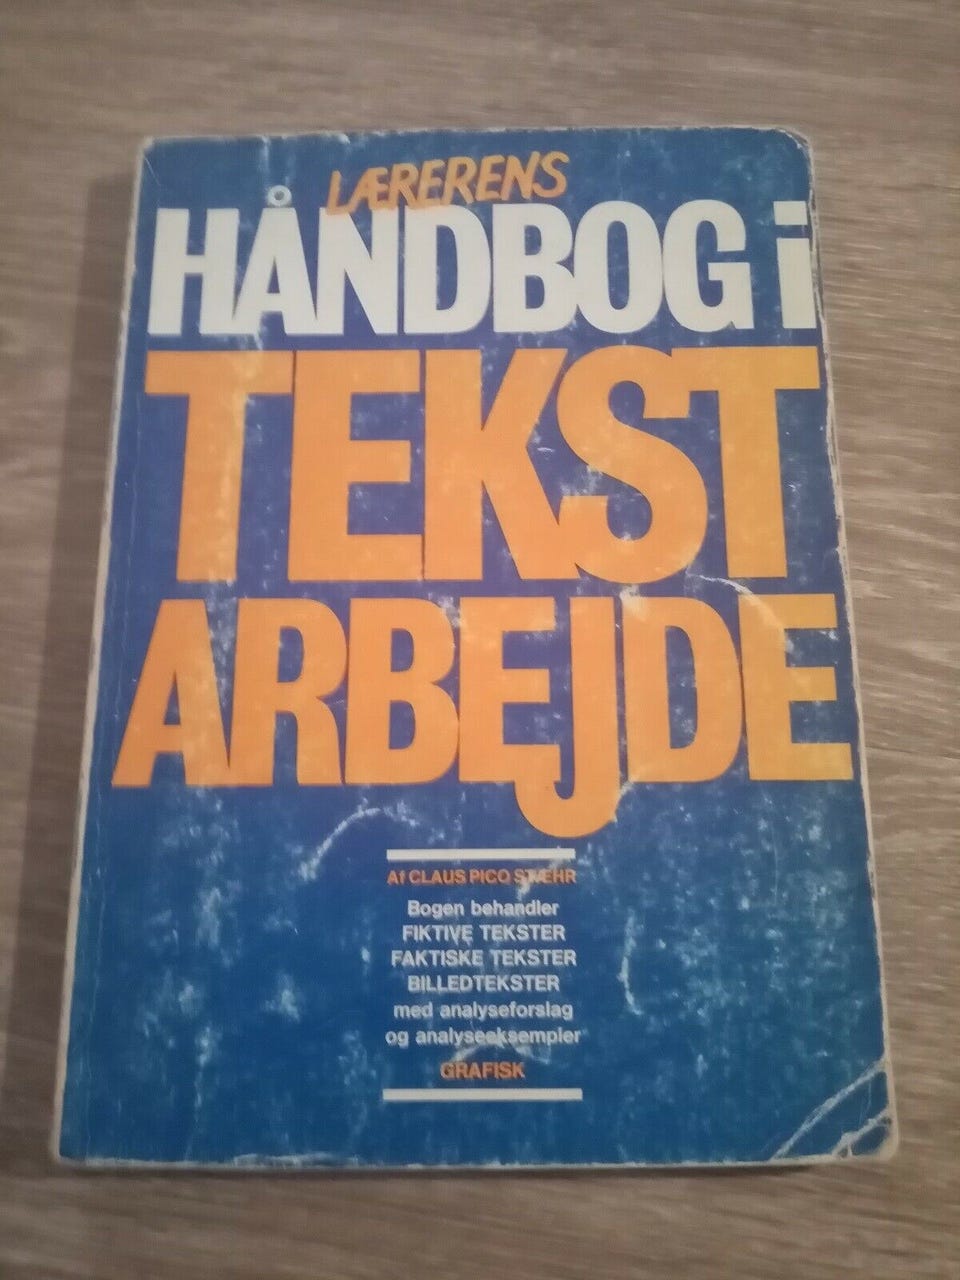 LÆRERENS
HÅNDBOG i
TEKST
ARBEJDE
Af CLAUS PICO STÆHR
Bogen behandler
FIKTIVE TEKSTER
FAKTISKE TEKSTER
BILLEDTEKSTER
med analyseforslag
og analyseeksempler
GRAFISK